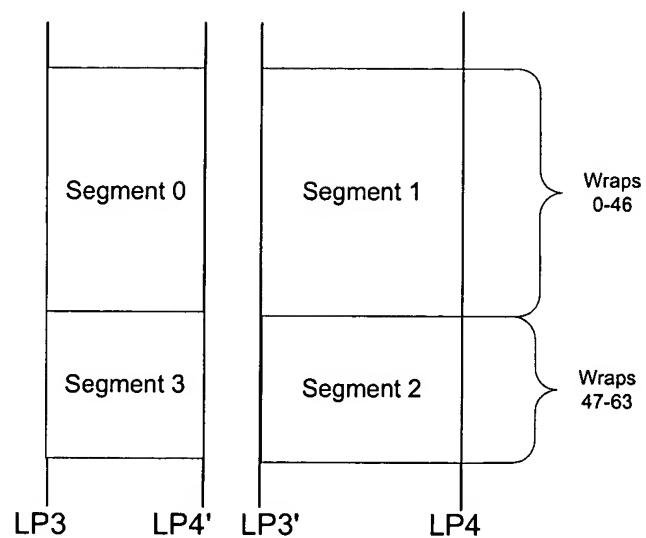 Segment 0
Segment 1
Wraps
0-46
Segment 3
Segment 2
Wraps
47-63
LP3
LP4'
LP3'
LP4